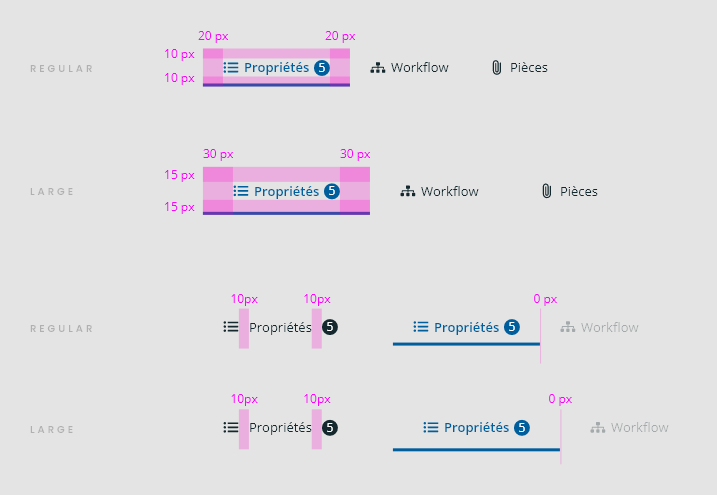 20 px 20 px
10 px
REGULAR Propriétés 5 Workflow Pièces
10 px
30 px 30 px
15 px
LARGE Propriétés 5 Workflow Pièces
15 px
10px 10px 0 px
REGULAR Propriétés 5 Propriétés 5 Workflow
10px 10px 0 px
LARGE Propriétés 5 Propriétés 5 Workflow